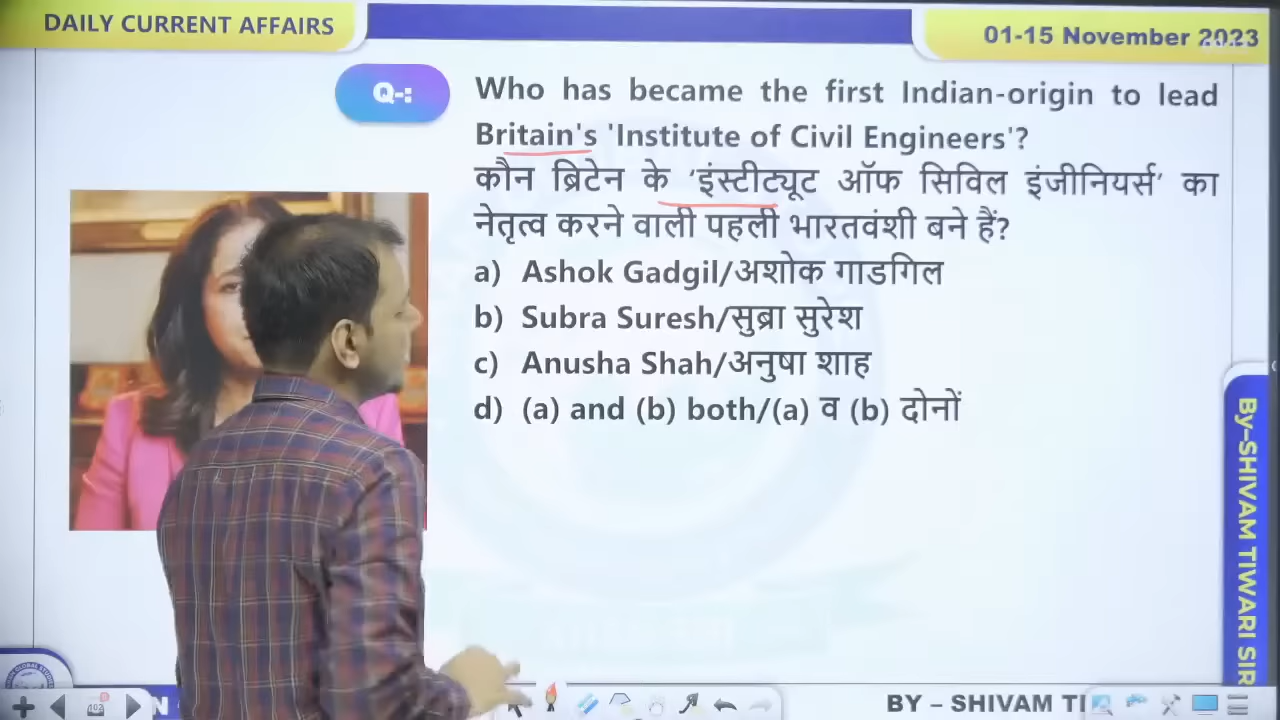 DAILY CURRENT AFFAIRS
01-15 November 2023
Q-:
Who has became the first Indian-origin to lead
Britain's 'Institute of Civil Engineers'?
कौन ब्रिटेन के ‘इंस्टीट्यूट ऑफ सिविल इंजीनियर्स’ का
नेतृत्व करने वाली पहली भारतवंशी बने हैं?
a) Ashok Gadgil/अशोक गाडगिल
b) Subra Suresh/सुब्रा सुरेश
c) Anusha Shah/अनुषा शाह
d) (a) and (b) both/(a) व (b) दोनों
By-SHIVAM TIWARI SIR
N
BY – SHIVAM TI
102